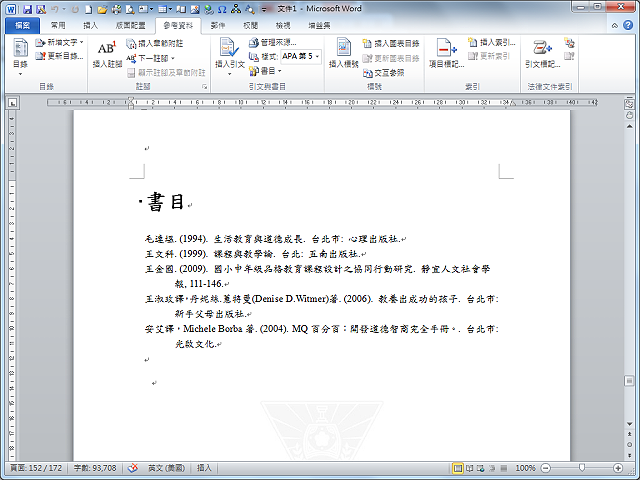 文件1 - Microsoft Word
檔案 常用 插入 版面配置 參考資料 郵件 校閱 檢視 增益集
目錄 新增文字 更新目錄... 插入註腳 AB1 插入章節附註 下一註腳 顯示註腳及章節附註 插入引文 管理來源... 樣式: APA 第 5 書目 插入標號 插入圖表目錄 更新圖表目錄 交互參照 項目標記... 插入索引... 更新索引 引文標記...
目錄 註腳 引文與書目 標號 索引 法律文件索引
書目
毛連塭. (1994). 生活教育與道德成長. 台北市: 心理出版社.
王文科. (1999). 課程與教學論. 台北: 五南出版社.
王金國. (2009). 國小中年級品格教育課程設計之協同行動研究. 靜宜人文社會學
報, 111-146.
王淑玫譯，丹妮絲.蕙特曼(Denise D.Witmer)著. (2006). 教養出成功的孩子. 台北市:
新手父母出版社.
安艾譯，Michele Borba 著. (2004). MQ 百分百：開發道德智商完全手冊。. 台北市:
光啟文化.
頁面: 152 / 172 字數: 93,708 英文 (美國) 插入 100%